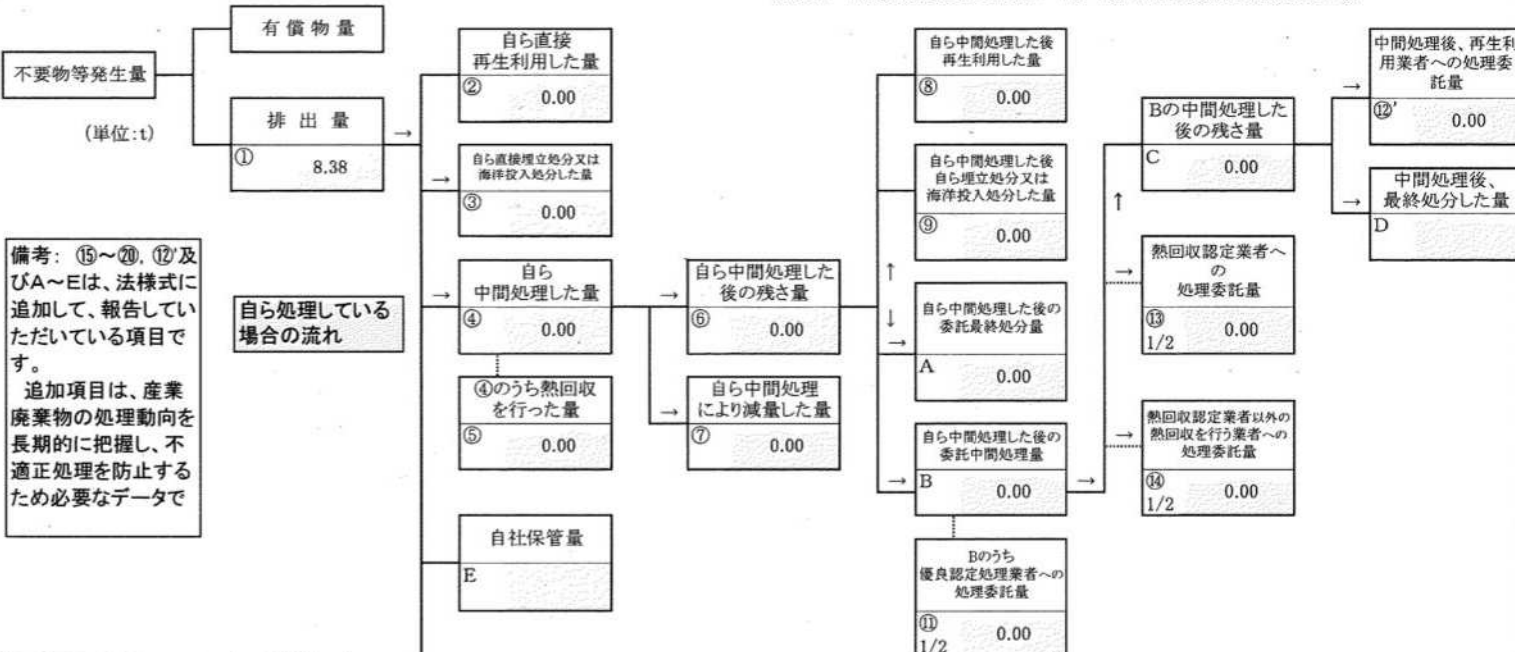 有償物量
不要物等発生量
(単位:t)
排出量
①
8.38
→
備考: ⑮~⑳, ⑫'及
びA~Eは、法様式に
追加して、報告してい
ただいている項目で
す。
追加項目は、産業
廃棄物の処理動向を
長期的に把握し、不
適正処理を防止する
ため必要なデータで
自ら処理している
場合の流れ
自ら直接
再生利用した量
②
0.00
→
自ら直接埋立処分又は
海洋投入処分した量
③
0.00
→
自ら
中間処理した量
④
0.00
④のうち熱回収
を行った量
⑤
0.00
自社保管量
E
→
自ら中間処理した
後の残さ量
⑥
0.00
→
自ら中間処理
により減量した量
⑦
0.00
自ら中間処理した後
再生利用した量
⑧
0.00
自ら中間処理した後
自ら埋立処分又は
海洋投入処分した量
⑨
0.00
↑
↓
→
自ら中間処理した後の
委託最終処分量
A
0.00
→
自ら中間処理した後の
委託中間処理量
B
0.00
→
Bのうち
優良認定処理業者への
処理委託量
⑪
1/2
0.00
Bの中間処理した
後の残さ量
C
0.00
↑
→
熱回収認定業者へ
の
処理委託量
⑬
1/2
0.00
→
熱回収認定業者以外の
熱回収を行う業者への
処理委託量
⑭
1/2
0.00
→
中間処理後、再生利
用業者への処理委
託量
⑫'
0.00
→
中間処理後、
最終処分した量
D